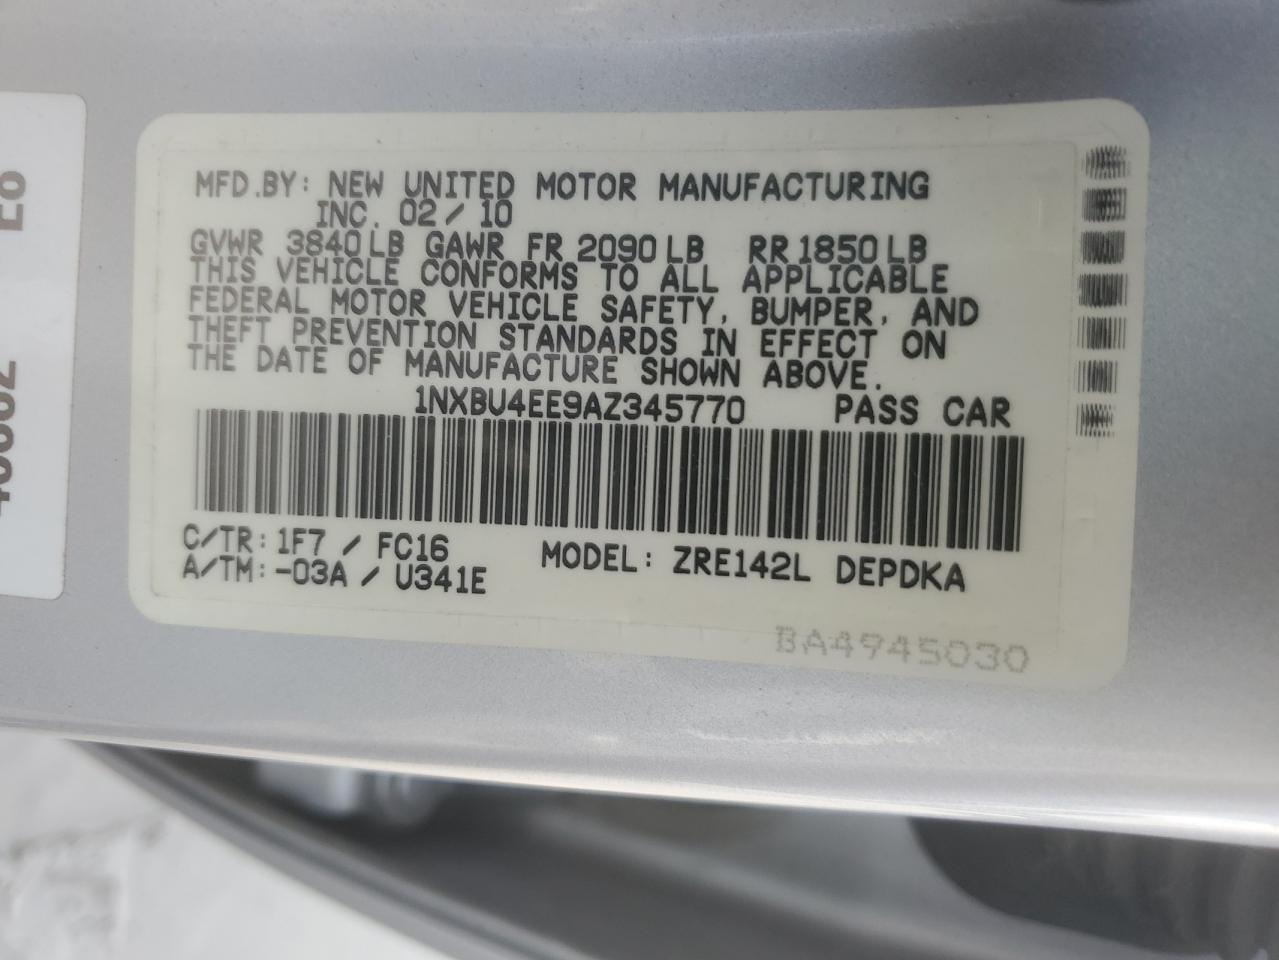 MFD.BY: NEW UNITED MOTOR MANUFACTURING
INC. 02/10
GVWR 3840LB GAWR FR 2090LB RR1850LB
THIS VEHICLE CONFORMS TO ALL APPLICABLE
FEDERAL MOTOR VEHICLE SAFETY, BUMPER, AND
THEFT PREVENTION STANDARDS IN EFFECT ON
THE DATE OF MANUFACTURE SHOWN ABOVE.
1NXBU4EE9AZ345770 PASS CAR
C/TR: 1F7 / FC16
A/TM: -03A / U341E
MODEL: ZRE142L DEPDKA
BA4945030